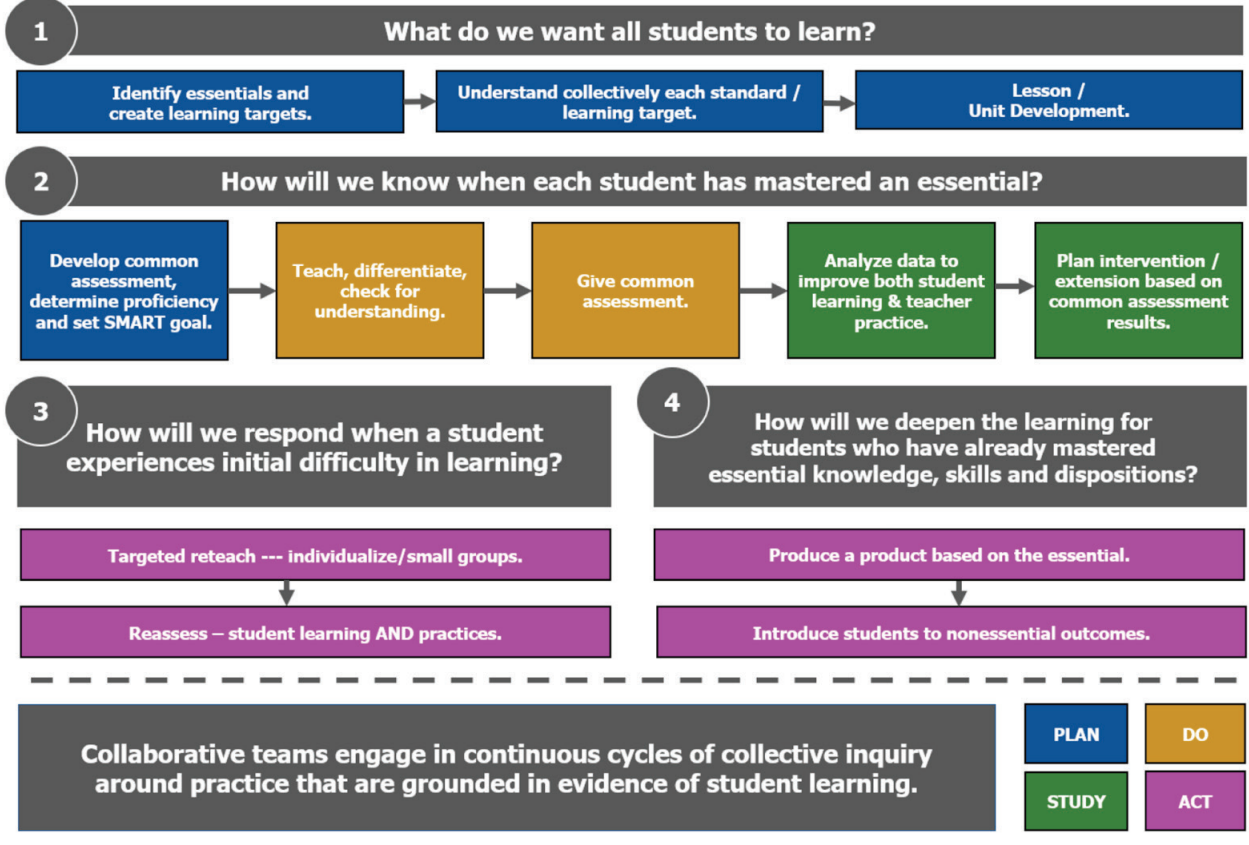 1
What do we want all students to learn?
Identify essentials and
create learning targets.
Understand collectively each standard /
learning target.
Lesson /
Unit Development.
2
How will we know when each student has mastered an essential?
Develop common
assessment,
determine proficiency
and set SMART goal.
Teach, differentiate,
check for
understanding.
Give common
assessment.
Analyze data to
improve both student
learning & teacher
practice.
Plan intervention /
extension based on
common assessment
results.
3
How will we respond when a student
experiences initial difficulty in learning?
Targeted reteach --- individualize/small groups.
Reassess – student learning AND practices.
4
How will we deepen the learning for
students who have already mastered
essential knowledge, skills and dispositions?
Produce a product based on the essential.
Introduce students to nonessential outcomes.
Collaborative teams engage in continuous cycles of collective inquiry
around practice that are grounded in evidence of student learning.
PLAN
DO
STUDY
ACT